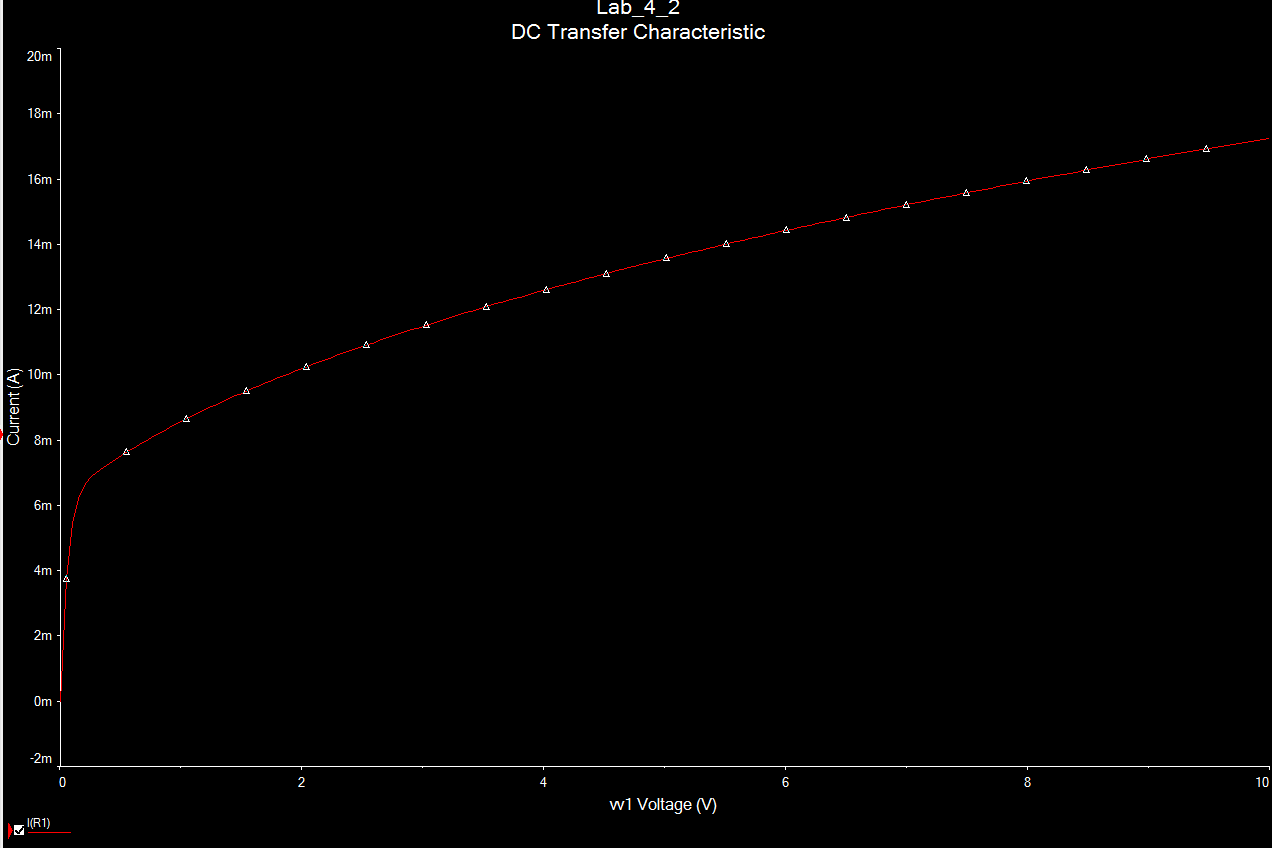 Lab_4_2
DC Transfer Characteristic
20m
18m
16m
14m
12m
10m
8m
6m
4m
2m
0m
-2m
Current (A)
0 2 4 6 8 10
vv1 Voltage (V)
I(R1)